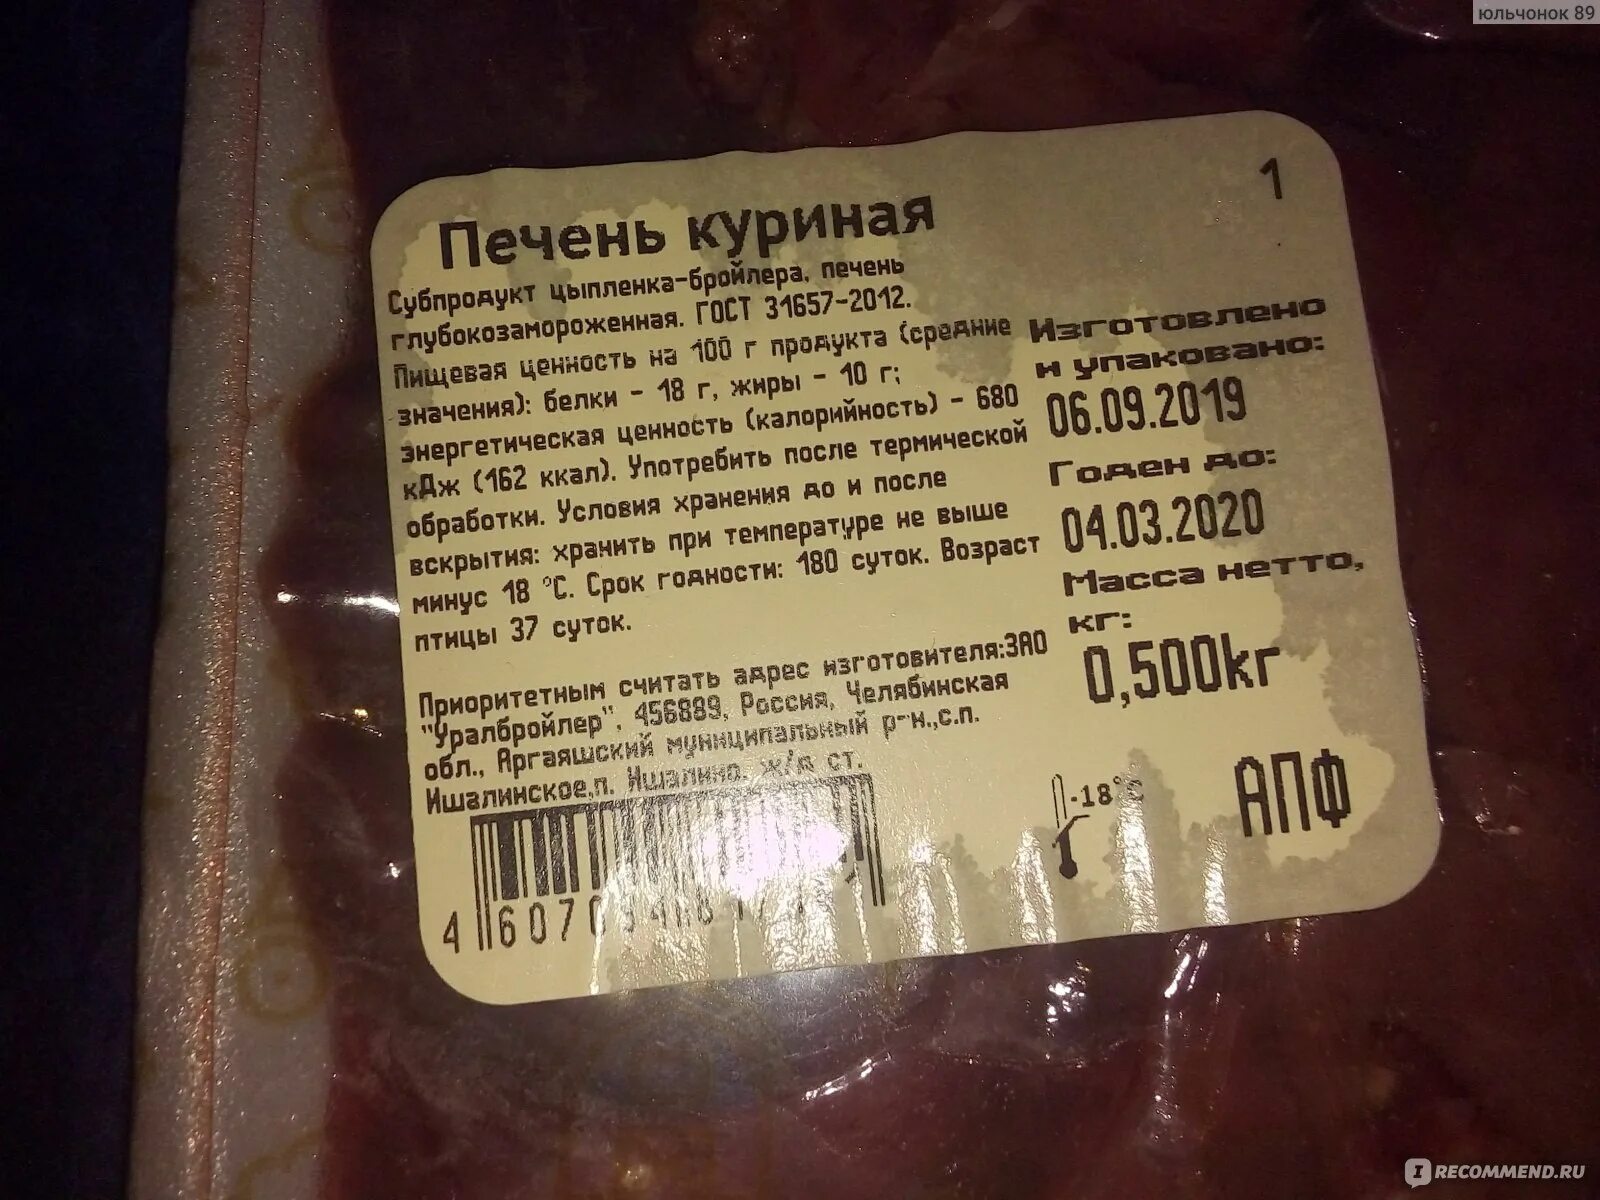 юльчонок 89
1
Печень куриная
Субпродукт цыпленка-бройлера, печень
глубокозамороженная. ГОСТ 31657-2012.
Пищевая ценность на 100 г продукта (средние
значения): белки - 18 г, жиры - 10 г;
энергетическая ценность (калорийность) - 680
кДж (162 ккал). Употребить после термической
обработки. Условия хранения до и после
вскрытия: хранить при температуре не выше
минус 18 °С. Срок годности: 180 суток. Возраст
птицы 37 суток.
Приоритетным считать адрес изготовителя:ЗАО
"Уралбройлер", 456889, Россия, Челябинская
обл., Аргаяшский муниципальный р-н.,с.п.
Ишалинское,п. Ишалино, ж/д ст.
Изготовлено
и упаковано:
06.09.2019
Годен до:
04.03.2020
Масса нетто,
кг:
0,500kг
-18°C
АПФ
IRECOMMEND.RU